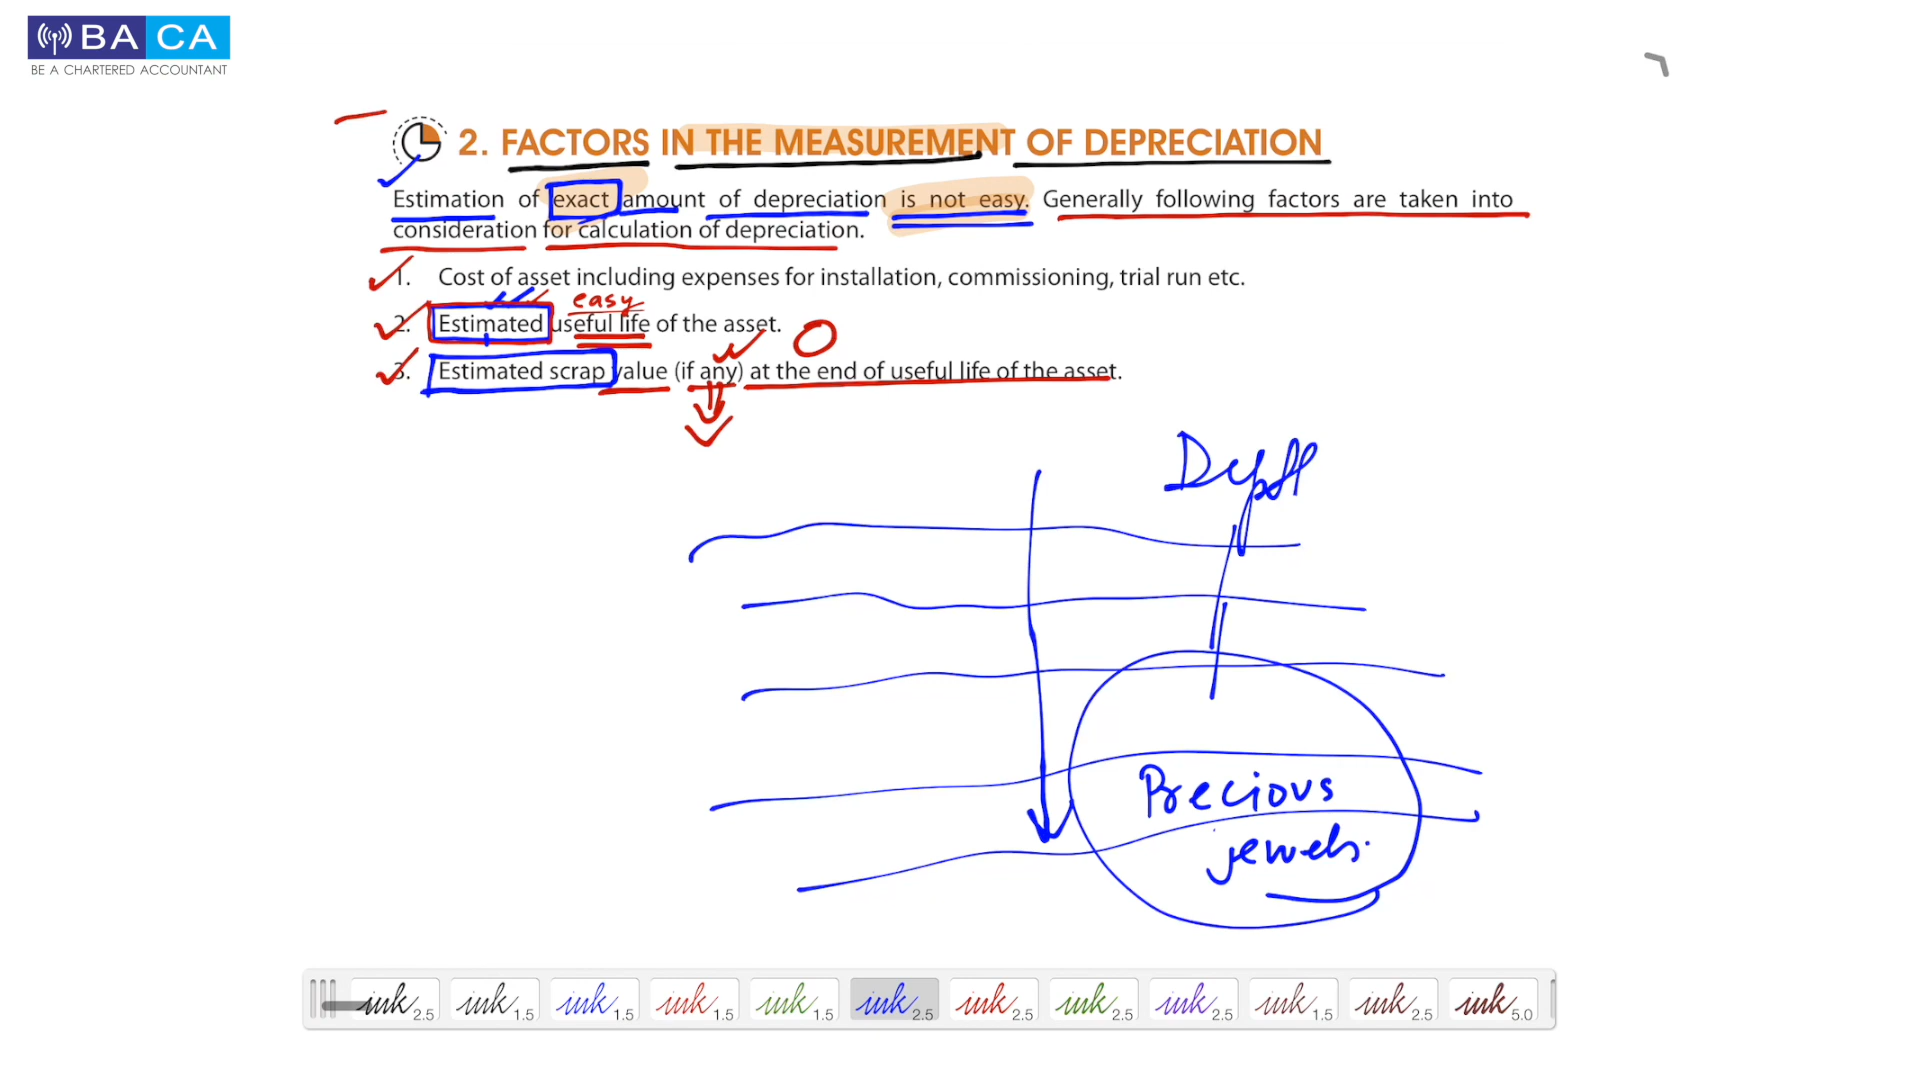 BA CA
BE A CHARTERED ACCOUNTANT
2. FACTORS IN THE MEASUREMENT OF DEPRECIATION
Estimation of exact amount of depreciation is not easy. Generally following factors are taken into
consideration for calculation of depreciation.
1. Cost of asset including expenses for installation, commissioning, trial run etc.
easy
2. Estimated useful life of the asset.
3. Estimated scrap value (if any) at the end of useful life of the asset.
Precious
jewels.
ink 2.5 ink 1.5 ink 1.5 ink 1.5 ink 1.5 ink 2.5 ink 2.5 ink 2.5 ink 2.5 ink 1.5 ink 2.5 ink 5.0